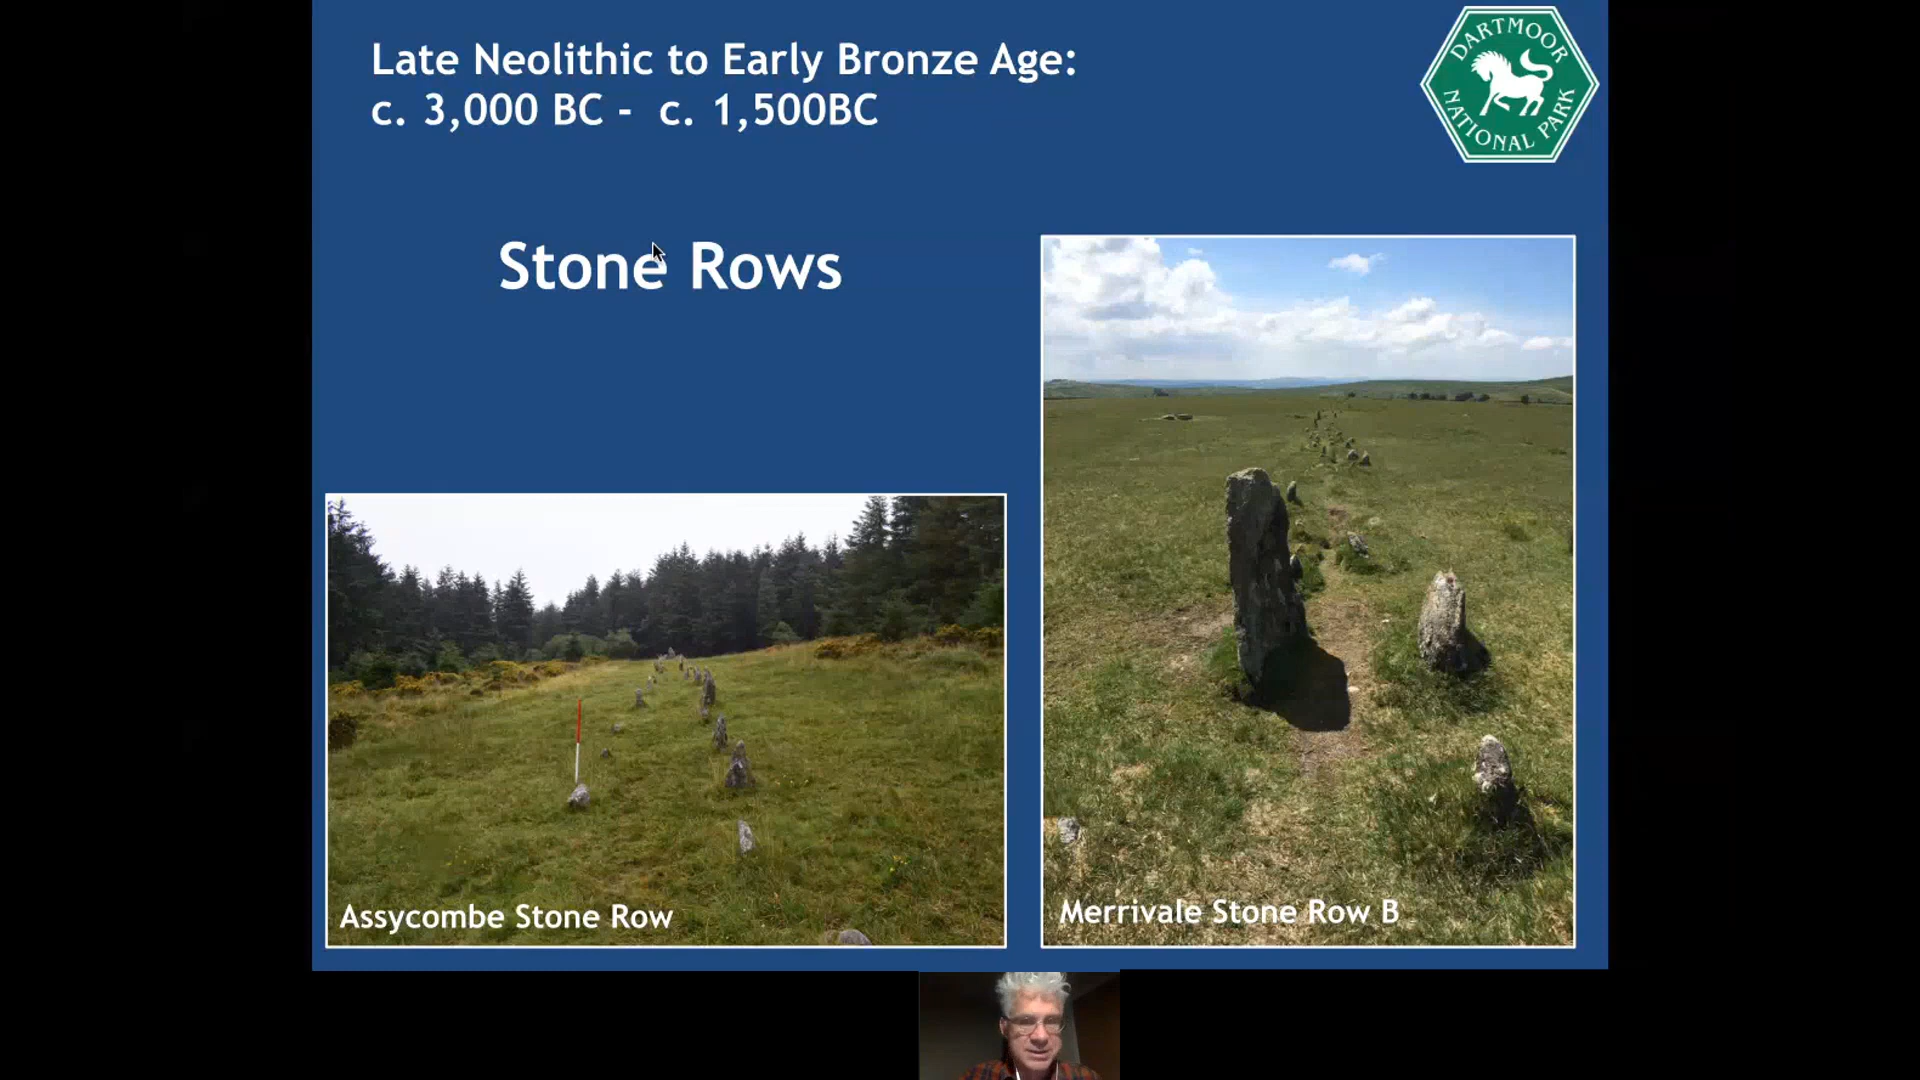 Late Neolithic to Early Bronze Age:
c. 3,000 BC - c. 1,500BC
DARTMOOR
NATIONAL PARK
Stone Rows
Assycombe Stone Row
Merrivale Stone Row B